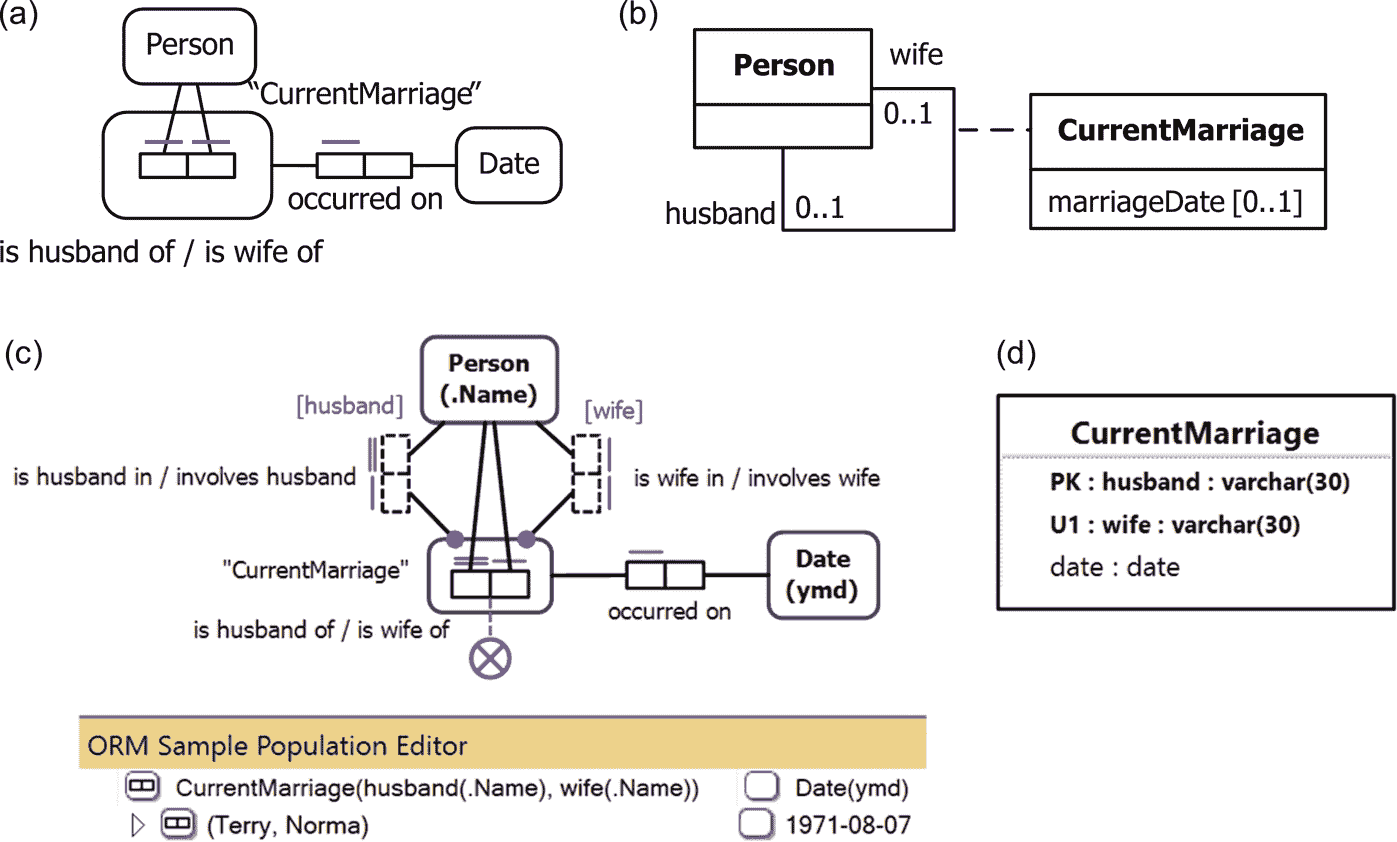 (a)
Person
“CurrentMarriage”
Date
occurred on
is husband of / is wife of
(b)
Person
wife
0..1
husband
0..1
CurrentMarriage
marriageDate [0..1]
(c)
Person
(.Name)
[husband]
[wife]
is husband in / involves husband
is wife in / involves wife
"CurrentMarriage"
Date
(ymd)
occurred on
is husband of / is wife of
(d)
CurrentMarriage
PK : husband : varchar(30)
U1 : wife : varchar(30)
date : date
ORM Sample Population Editor
CurrentMarriage(husband(.Name), wife(.Name)) Date(ymd)
(Terry, Norma) 1971-08-07